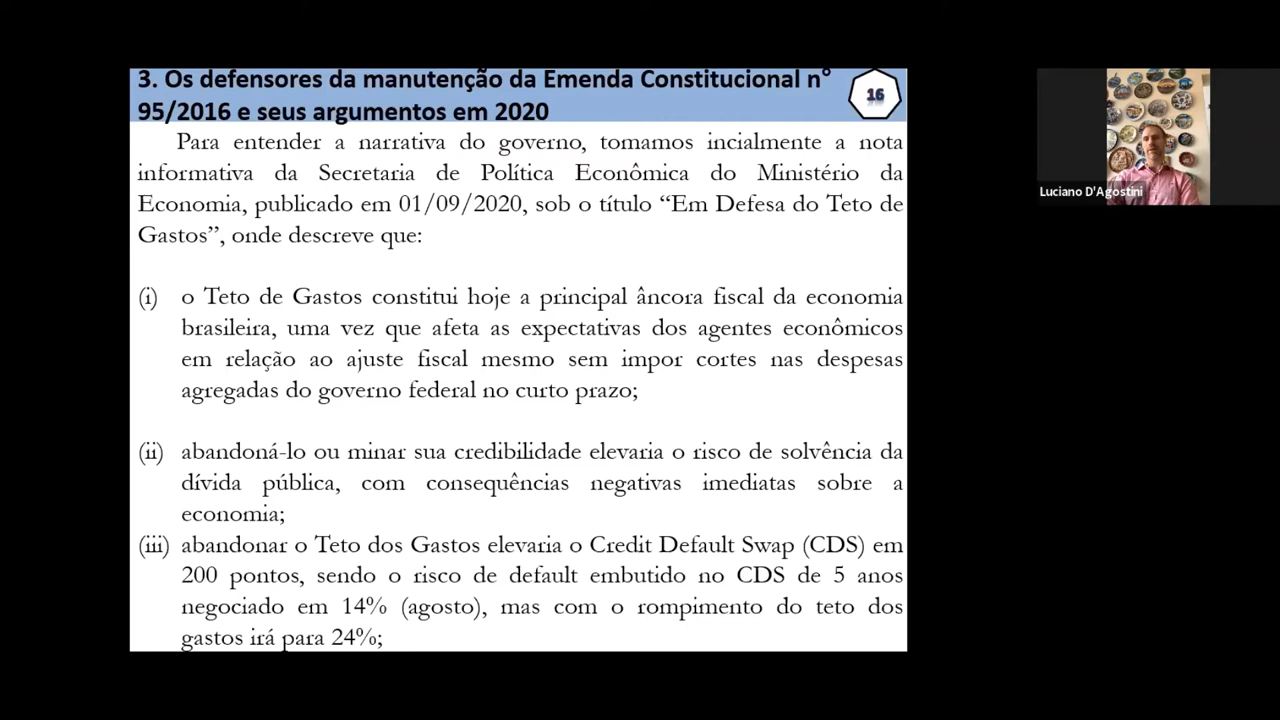 3. Os defensores da manutenção da Emenda Constitucional n°
95/2016 e seus argumentos em 2020
16
Para entender a narrativa do governo, tomamos incialmente a nota
informativa da Secretaria de Política Econômica do Ministério da
Economia, publicado em 01/09/2020, sob o título “Em Defesa do Teto de
Gastos”, onde descreve que:
(i) o Teto de Gastos constitui hoje a principal âncora fiscal da economia
brasileira, uma vez que afeta as expectativas dos agentes econômicos
em relação ao ajuste fiscal mesmo sem impor cortes nas despesas
agregadas do governo federal no curto prazo;
(ii) abandoná-lo ou minar sua credibilidade elevaria o risco de solvência da
dívida pública, com consequências negativas imediatas sobre a
economia;
(iii) abandonar o Teto dos Gastos elevaria o Credit Default Swap (CDS) em
200 pontos, sendo o risco de default embutido no CDS de 5 anos
negociado em 14% (agosto), mas com o rompimento do teto dos
gastos irá para 24%;
Luciano D'Agostini